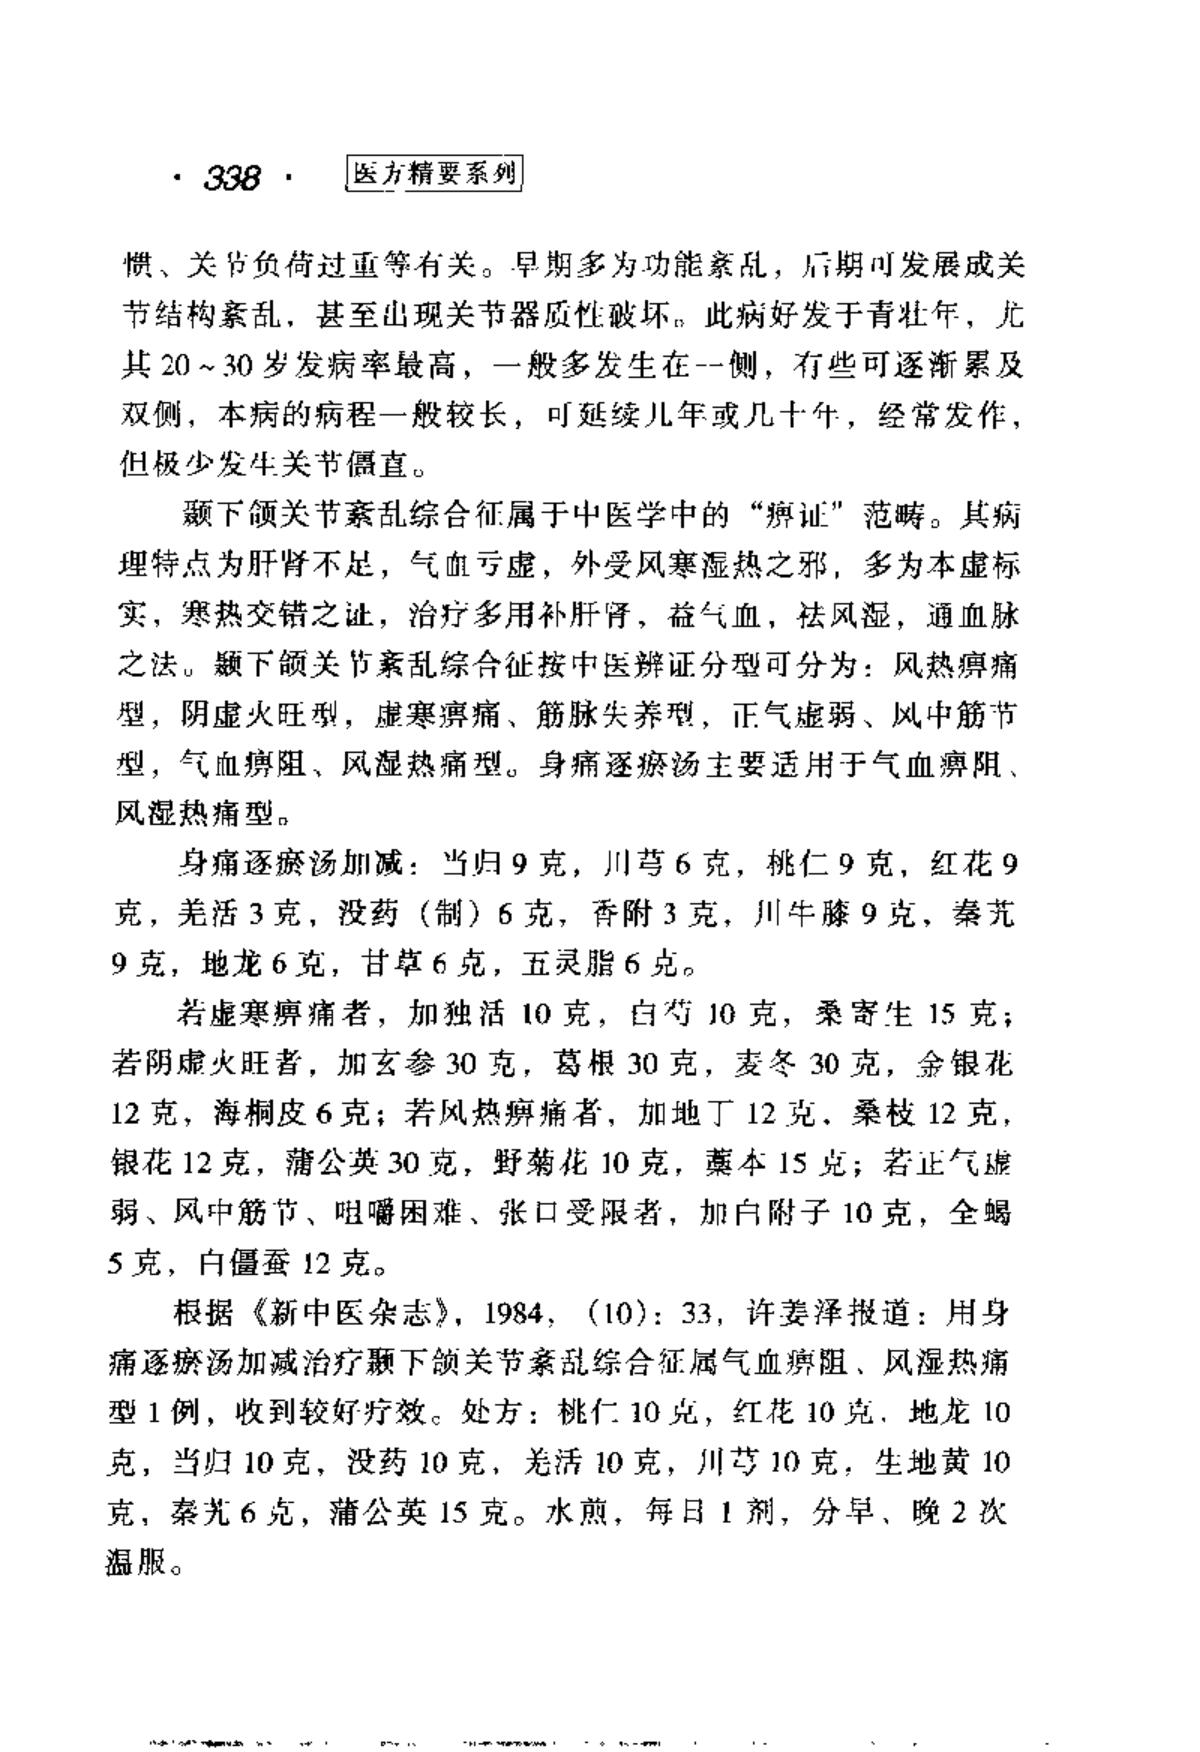 · 338 · 医方精要系列
惯、关节负荷过重等有关。早期多为功能紊乱，后期可发展成关
节结构紊乱，甚至出现关节器质性破坏。此病好发于青壮年，尤
其 20～30 岁发病率最高，一般多发生在一侧，有些可逐渐累及
双侧，本病的病程一般较长，可延续几年或几十年，经常发作，
但极少发生关节僵直。
颞下颌关节紊乱综合征属于中医学中的“痹证”范畴。其病
理特点为肝肾不足，气血亏虚，外受风寒湿热之邪，多为本虚标
实，寒热交错之证，治疗多用补肝肾，益气血，祛风湿，通血脉
之法。颞下颌关节紊乱综合征按中医辨证分型可分为：风热痹痛
型，阴虚火旺型，虚寒痹痛、筋脉失养型，正气虚弱、风中筋节
型，气血痹阻、风湿热痛型。身痛逐瘀汤主要适用于气血痹阻、
风湿热痛型。
身痛逐瘀汤加减：当归 9 克，川芎 6 克，桃仁 9 克，红花 9
克，羌活 3 克，没药（制）6 克，香附 3 克，川牛膝 9 克，秦艽
9 克，地龙 6 克，甘草 6 克，五灵脂 6 克。
若虚寒痹痛者，加独活 10 克，白芍 10 克，桑寄生 15 克；
若阴虚火旺者，加玄参 30 克，葛根 30 克，麦冬 30 克，金银花
12 克，海桐皮 6 克；若风热痹痛者，加地丁 12 克，桑枝 12 克，
银花 12 克，蒲公英 30 克，野菊花 10 克，藁本 15 克；若正气虚
弱、风中筋节、咀嚼困难、张口受限者，加白附子 10 克，全蝎
5 克，白僵蚕 12 克。
根据《新中医杂志》，1984，（10）：33，许姜泽报道：用身
痛逐瘀汤加减治疗颞下颌关节紊乱综合征属气血痹阻、风湿热痛
型 1 例，收到较好疗效。处方：桃仁 10 克，红花 10 克，地龙 10
克，当归 10 克，没药 10 克，羌活 10 克，川芎 10 克，生地黄 10
克，秦艽 6 克，蒲公英 15 克。水煎，每日 1 剂，分早、晚 2 次
温服。